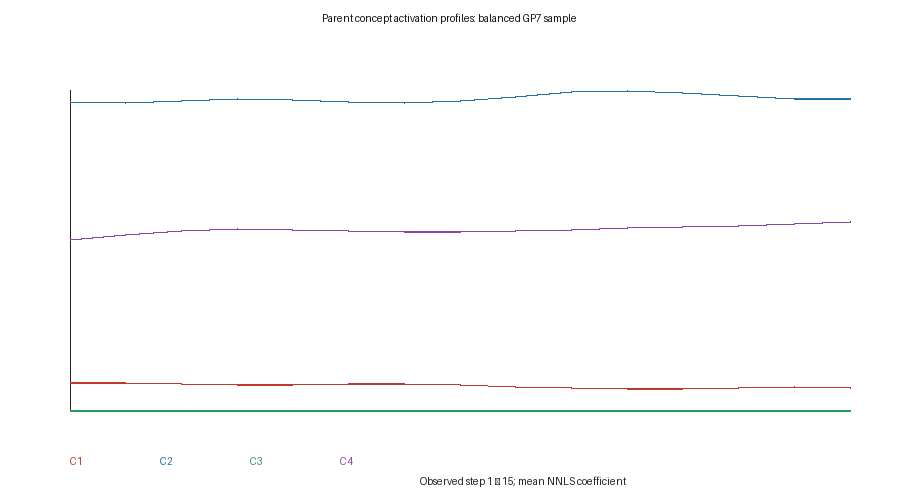 Parent concept activation profiles: balanced GP7 sample
C1 C2 C3 C4
Observed step 1 □ 15; mean NNLS coefficient